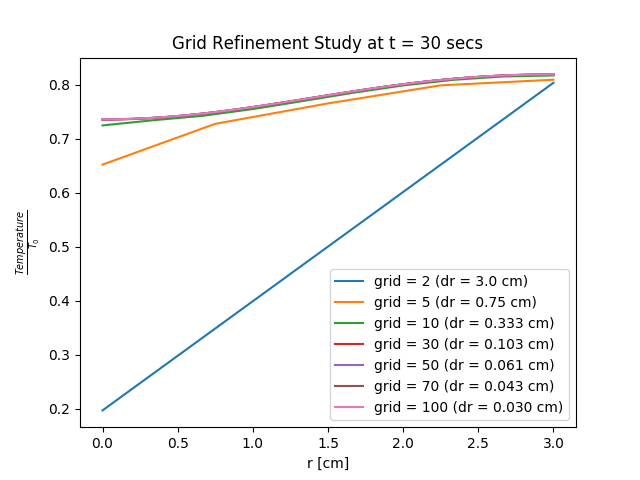 Grid Refinement Study at t = 30 secs
0.8
0.7
0.6
0.5
0.4
0.3
0.2
Temperature
T₀
grid = 2 (dr = 3.0 cm)
grid = 5 (dr = 0.75 cm)
grid = 10 (dr = 0.333 cm)
grid = 30 (dr = 0.103 cm)
grid = 50 (dr = 0.061 cm)
grid = 70 (dr = 0.043 cm)
grid = 100 (dr = 0.030 cm)
0.0 0.5 1.0 1.5 2.0 2.5 3.0
r [cm]